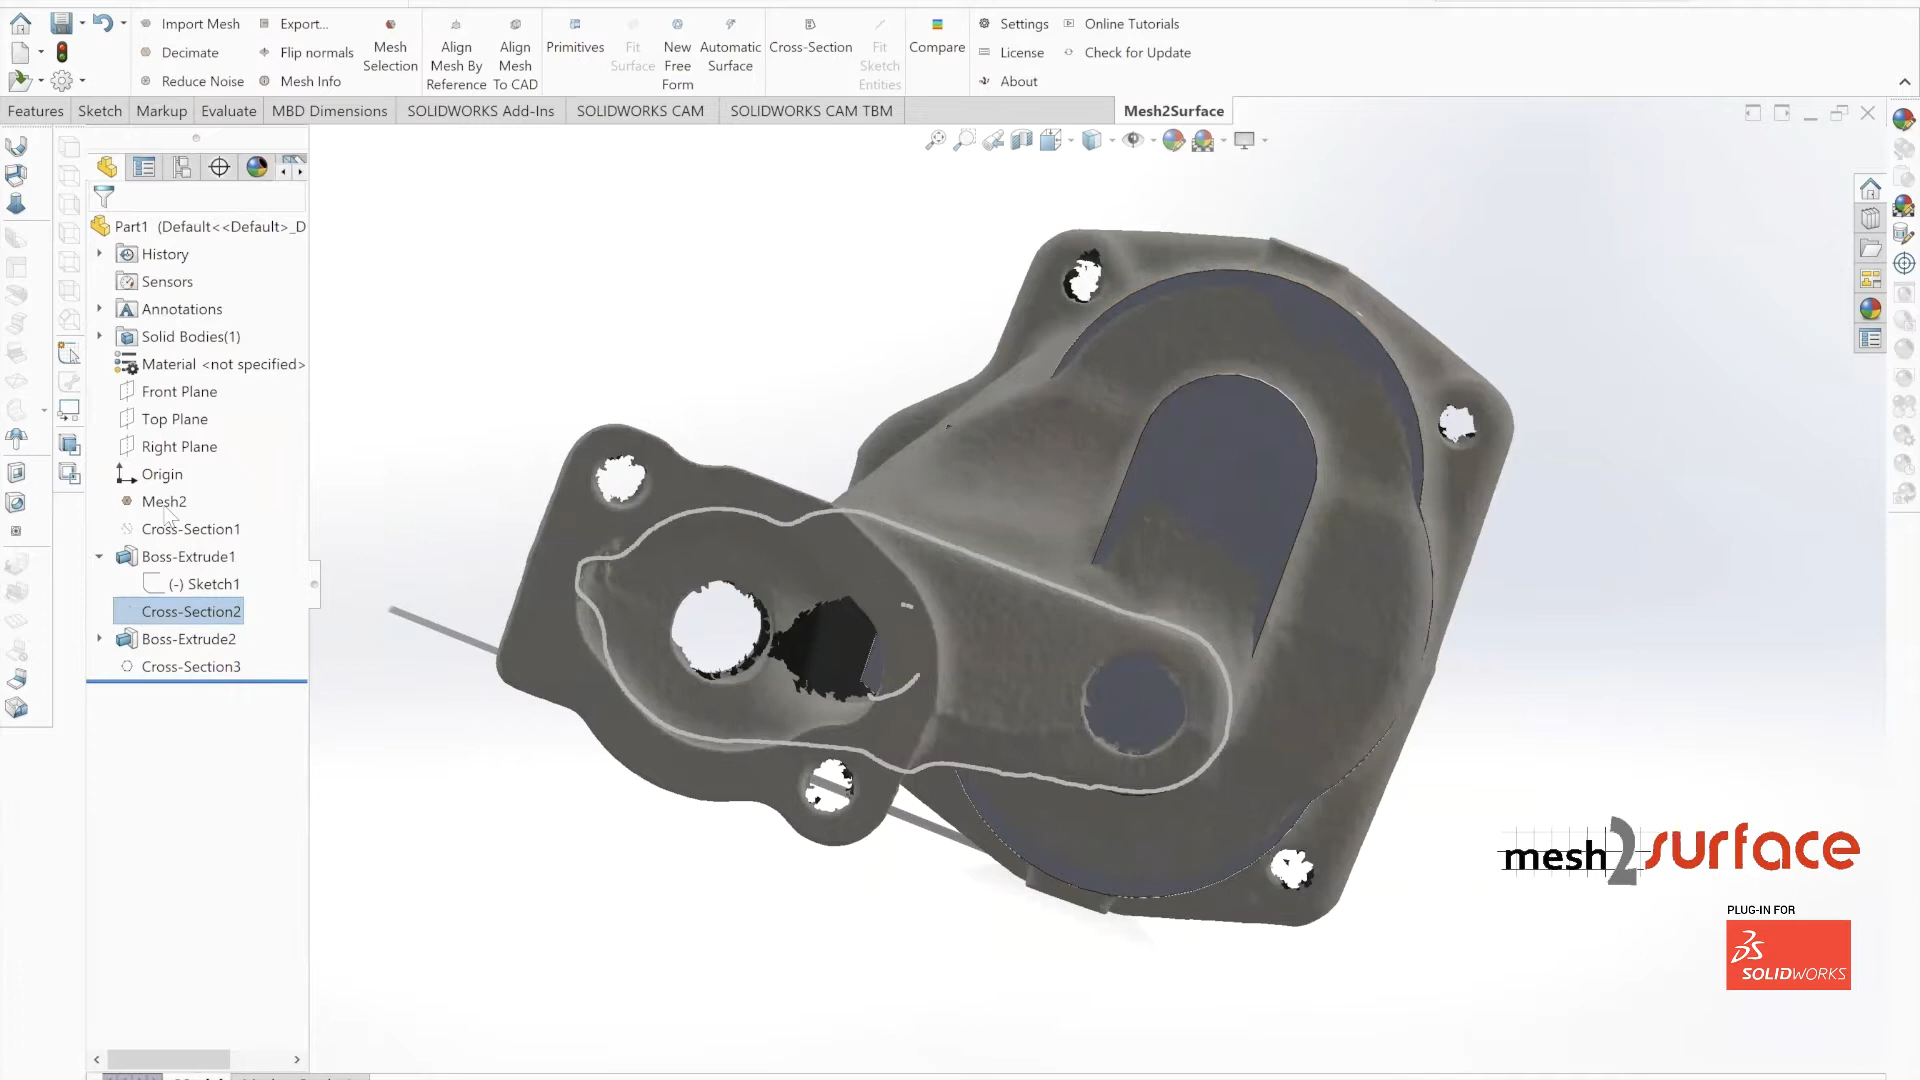 Import Mesh
Export...
Decimate
Flip normals
Reduce Noise
Mesh Info
Mesh
Selection
Align
Mesh By
Reference
Align
Mesh
To CAD
Primitives
Fit
Surface
New
Free
Form
Automatic
Surface
Cross-Section
Fit
Sketch
Entities
Compare
Settings
Online Tutorials
License
Check for Update
About
Features
Sketch
Markup
Evaluate
MBD Dimensions
SOLIDWORKS Add-Ins
SOLIDWORKS CAM
SOLIDWORKS CAM TBM
Mesh2Surface
Part1 (Default<<Default>_D
History
Sensors
Annotations
Solid Bodies(1)
Material <not specified>
Front Plane
Top Plane
Right Plane
Origin
Mesh2
Cross-Section1
Boss-Extrude1
(-) Sketch1
Cross-Section2
Boss-Extrude2
Cross-Section3
mesh2surface
PLUG-IN FOR
SOLIDWORKS